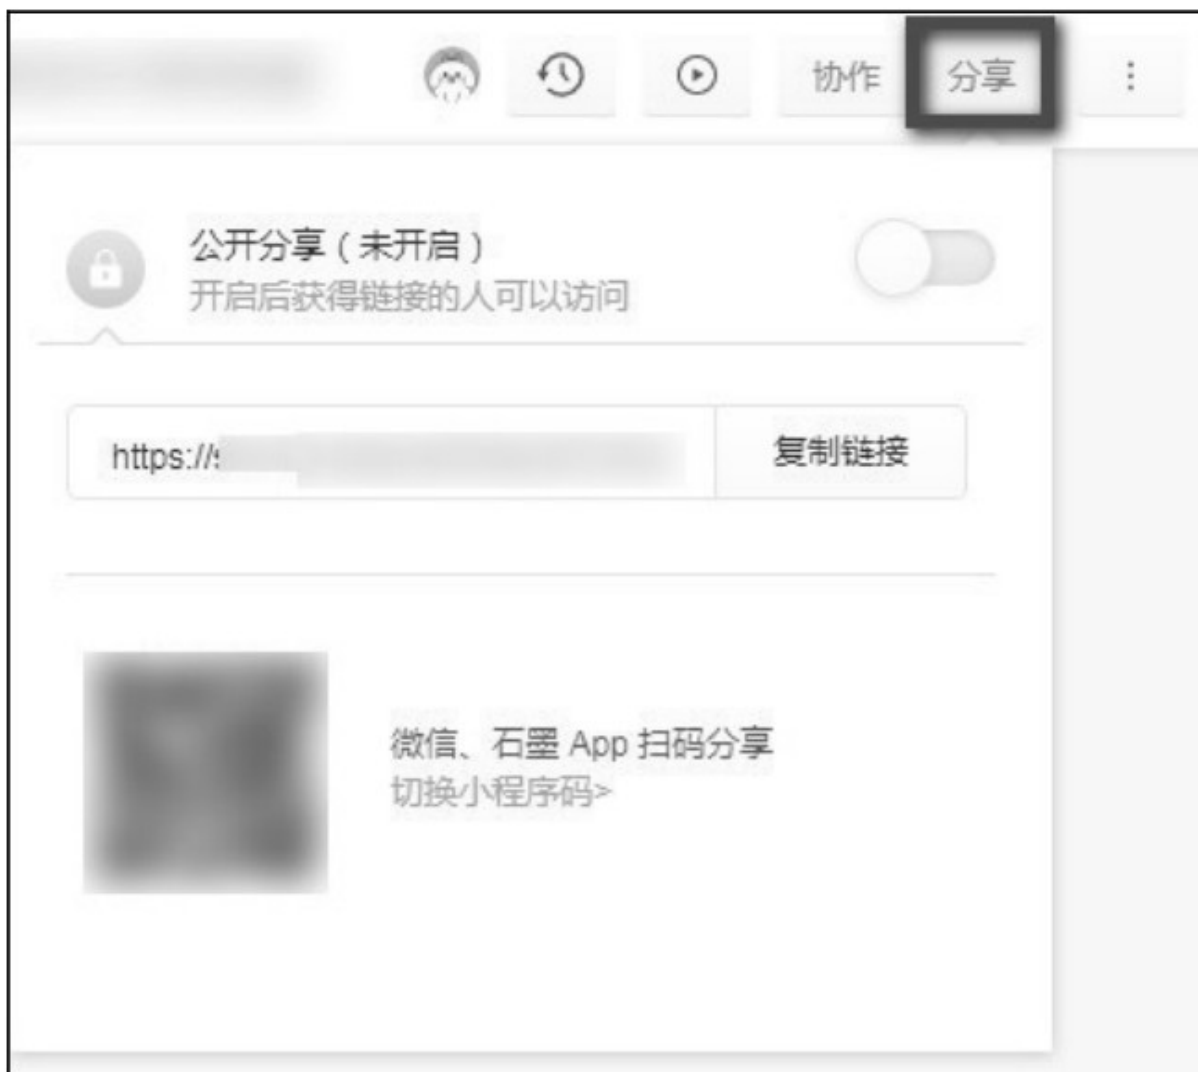 协作 分享
公开分享（未开启）
开启后获得链接的人可以访问
https:// 复制链接
微信、石墨 App 扫码分享
切换小程序码>